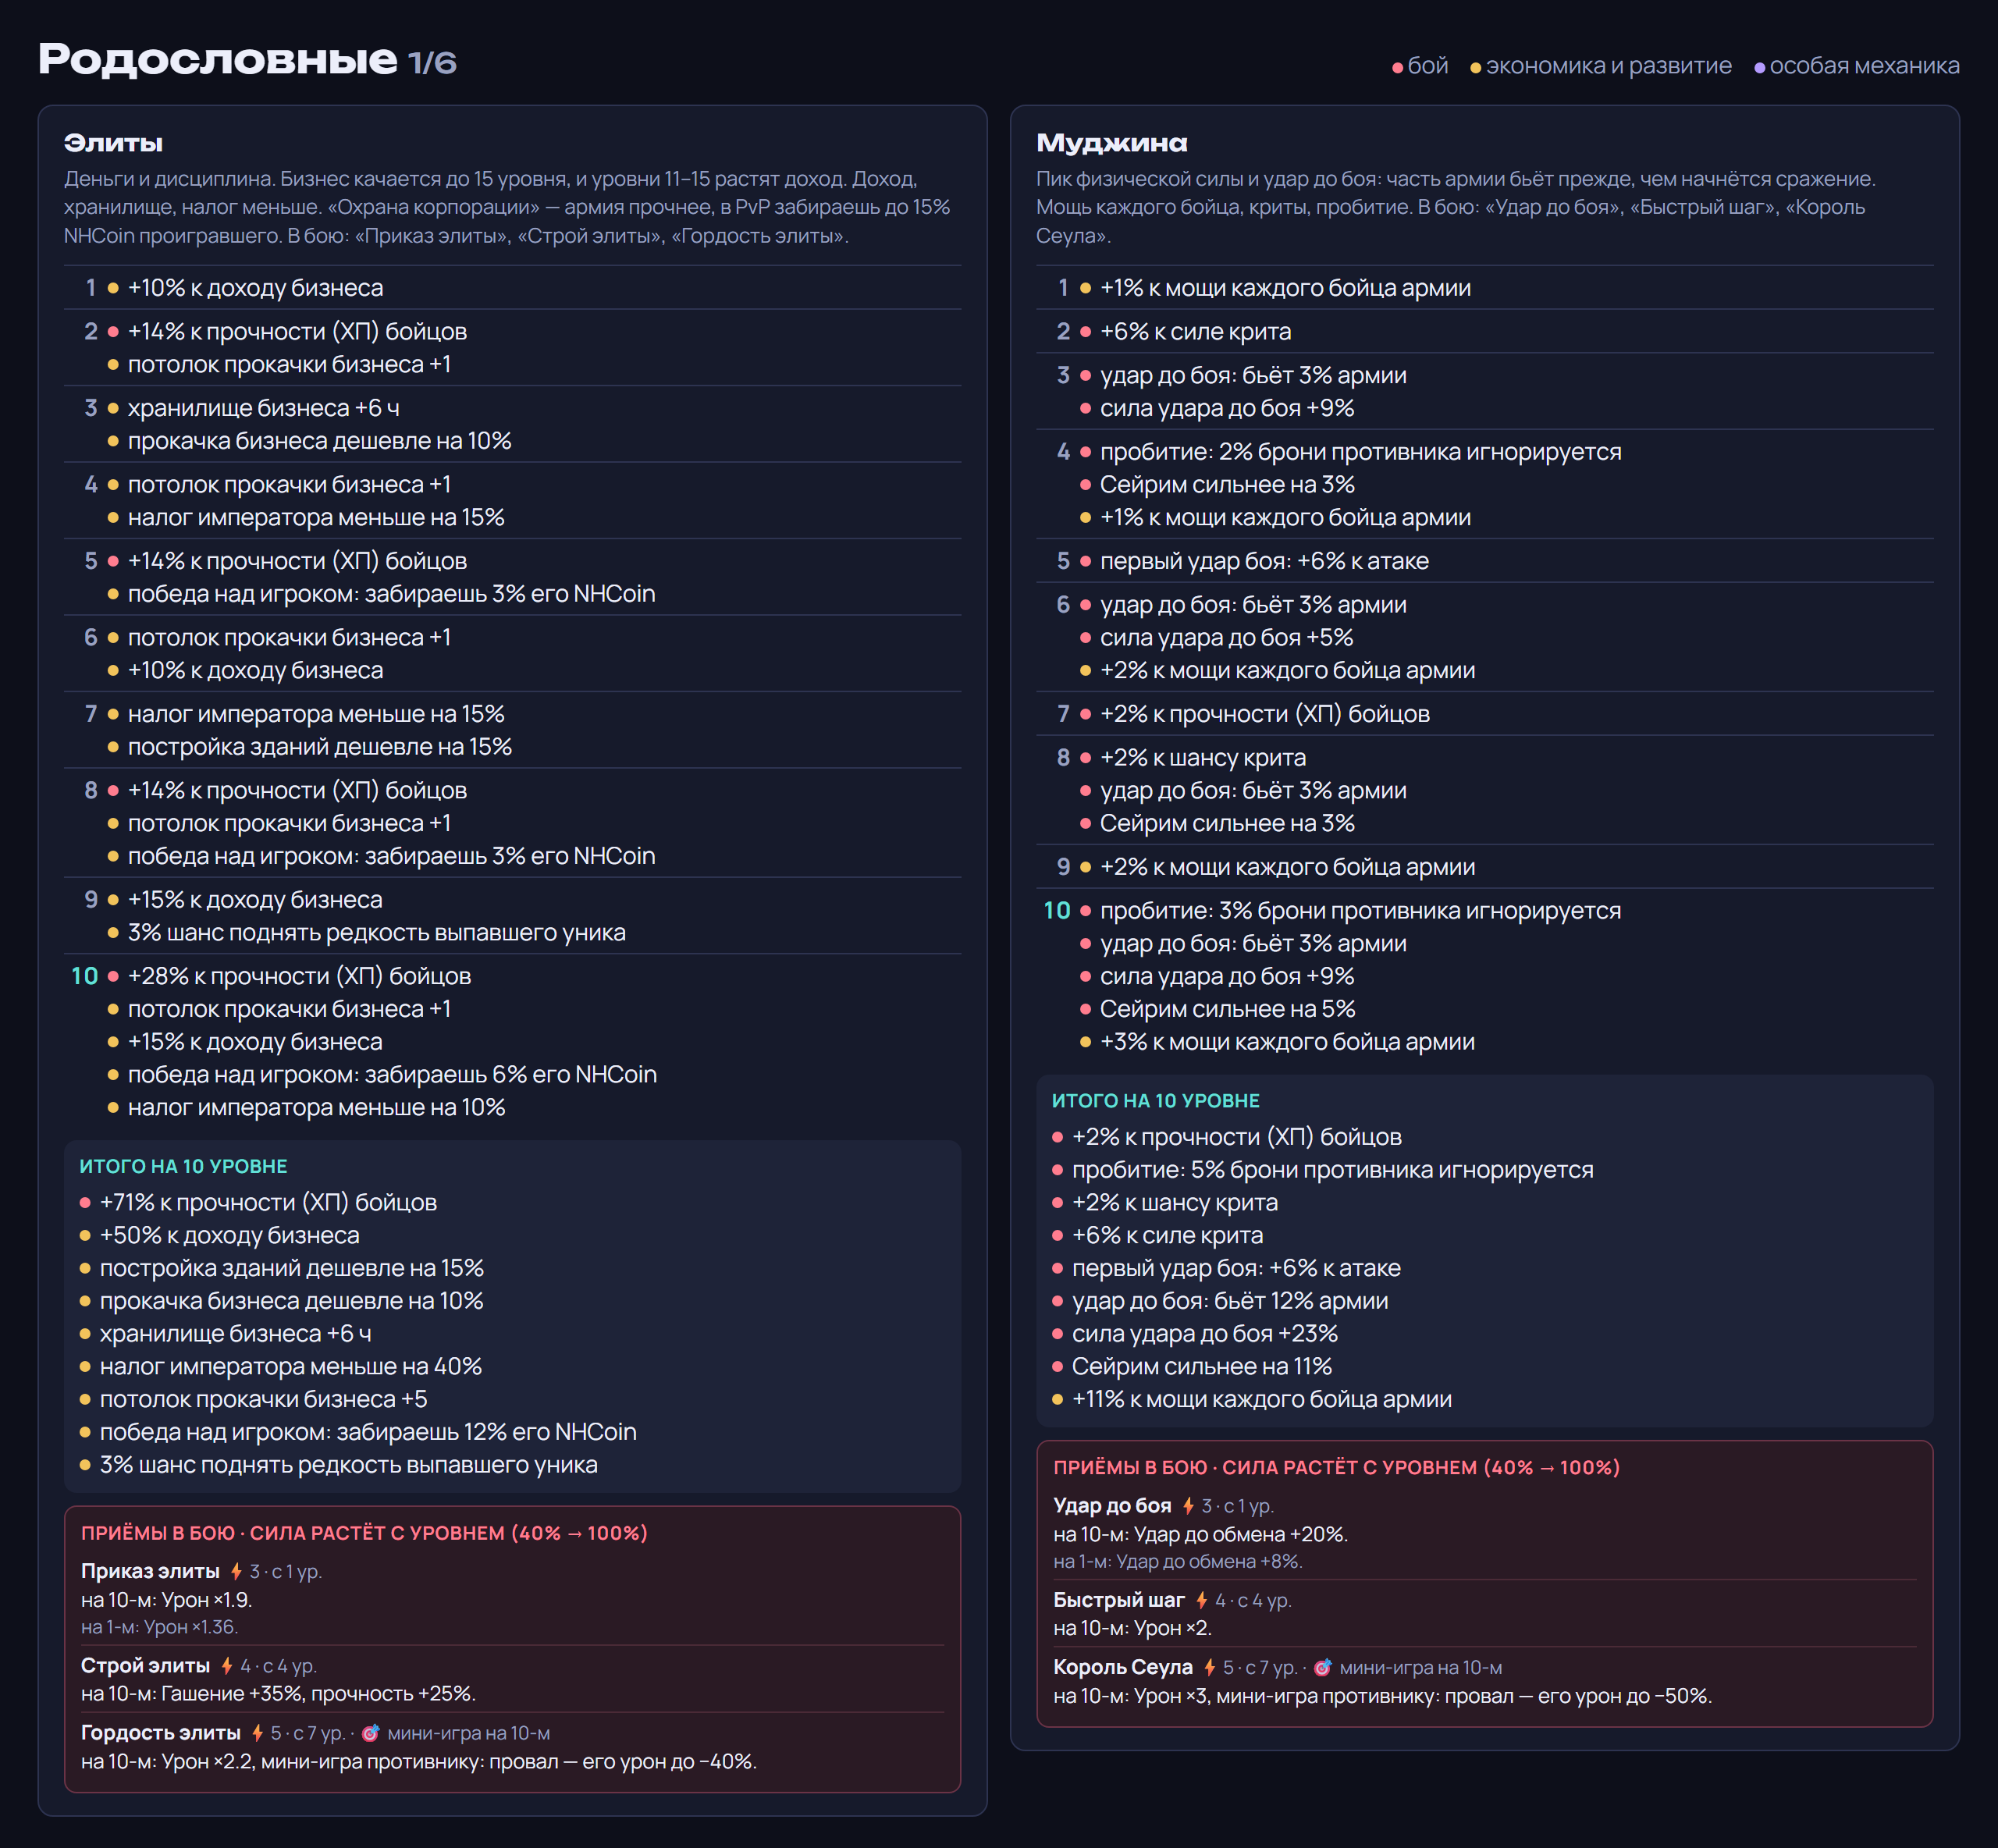 Родословные 1/6
бой экономика и развитие особая механика
Элиты
Деньги и дисциплина. Бизнес качается до 15 уровня, и уровни 11–15 растят доход. Доход,
хранилище, налог меньше. «Охрана корпорации» — армия прочнее, в PvP забираешь до 15%
NHCoin проигравшего. В бою: «Приказ элиты», «Строй элиты», «Гордость элиты».
1 +10% к доходу бизнеса
2 +14% к прочности (ХП) бойцов
потолок прокачки бизнеса +1
3 хранилище бизнеса +6 ч
прокачка бизнеса дешевле на 10%
4 потолок прокачки бизнеса +1
налог императора меньше на 15%
5 +14% к прочности (ХП) бойцов
победа над игроком: забираешь 3% его NHCoin
6 потолок прокачки бизнеса +1
+10% к доходу бизнеса
7 налог императора меньше на 15%
постройка зданий дешевле на 15%
8 +14% к прочности (ХП) бойцов
потолок прокачки бизнеса +1
победа над игроком: забираешь 3% его NHCoin
9 +15% к доходу бизнеса
3% шанс поднять редкость выпавшего уника
10 +28% к прочности (ХП) бойцов
потолок прокачки бизнеса +1
+15% к доходу бизнеса
победа над игроком: забираешь 6% его NHCoin
налог императора меньше на 10%
ИТОГО НА 10 УРОВНЕ
+71% к прочности (ХП) бойцов
+50% к доходу бизнеса
постройка зданий дешевле на 15%
прокачка бизнеса дешевле на 10%
хранилище бизнеса +6 ч
налог императора меньше на 40%
потолок прокачки бизнеса +5
победа над игроком: забираешь 12% его NHCoin
3% шанс поднять редкость выпавшего уника
ПРИЁМЫ В БОЮ · СИЛА РАСТЁТ С УРОВНЕМ (40% → 100%)
Приказ элиты ⚡ 3 · с 1 ур.
на 10-м: Урон ×1.9.
на 1-м: Урон ×1.36.
Строй элиты ⚡ 4 · с 4 ур.
на 10-м: Гашение +35%, прочность +25%.
Гордость элиты ⚡ 5 · с 7 ур. · 🎯 мини-игра на 10-м
на 10-м: Урон ×2.2, мини-игра противнику: провал — его урон до −40%.
Муджина
Пик физической силы и удар до боя: часть армии бьёт прежде, чем начнётся сражение.
Мощь каждого бойца, криты, пробитие. В бою: «Удар до боя», «Быстрый шаг», «Король
Сеула».
1 +1% к мощи каждого бойца армии
2 +6% к силе крита
3 удар до боя: бьёт 3% армии
сила удара до боя +9%
4 пробитие: 2% брони противника игнорируется
Сейрим сильнее на 3%
+1% к мощи каждого бойца армии
5 первый удар боя: +6% к атаке
6 удар до боя: бьёт 3% армии
сила удара до боя +5%
+2% к мощи каждого бойца армии
7 +2% к прочности (ХП) бойцов
8 +2% к шансу крита
удар до боя: бьёт 3% армии
Сейрим сильнее на 3%
9 +2% к мощи каждого бойца армии
10 пробитие: 3% брони противника игнорируется
удар до боя: бьёт 3% армии
сила удара до боя +9%
Сейрим сильнее на 5%
+3% к мощи каждого бойца армии
ИТОГО НА 10 УРОВНЕ
+2% к прочности (ХП) бойцов
пробитие: 5% брони противника игнорируется
+2% к шансу крита
+6% к силе крита
первый удар боя: +6% к атаке
удар до боя: бьёт 12% армии
сила удара до боя +23%
Сейрим сильнее на 11%
+11% к мощи каждого бойца армии
ПРИЁМЫ В БОЮ · СИЛА РАСТЁТ С УРОВНЕМ (40% → 100%)
Удар до боя ⚡ 3 · с 1 ур.
на 10-м: Удар до обмена +20%.
на 1-м: Удар до обмена +8%.
Быстрый шаг ⚡ 4 · с 4 ур.
на 10-м: Урон ×2.
Король Сеула ⚡ 5 · с 7 ур. · 🎯 мини-игра на 10-м
на 10-м: Урон ×3, мини-игра противнику: провал — его урон до −50%.